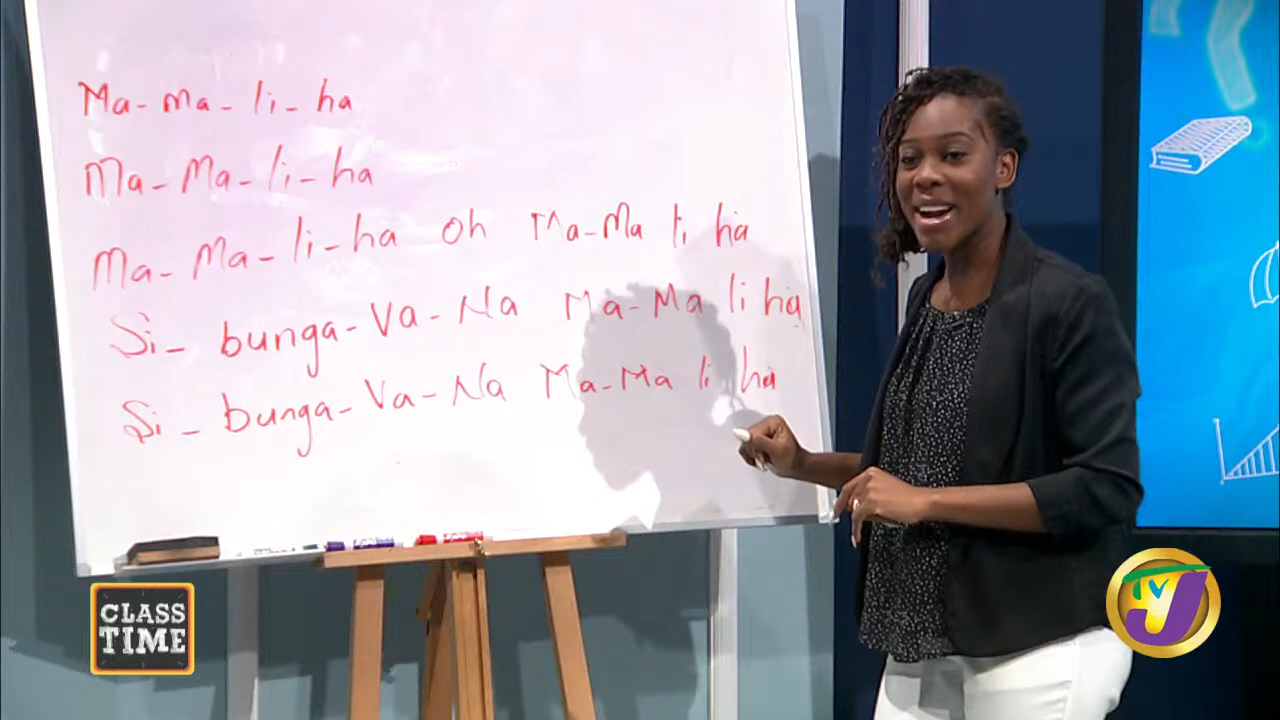 Ma- ma- li- ha
Ma- Ma- li- ha
Ma- Ma- li- ha oh Ma-Ma li ha
Si- bunga-Va-Na Ma-Ma li ha
Si- bunga-Va-Na Ma-Ma li ha
CLASS
TIME
TVJ